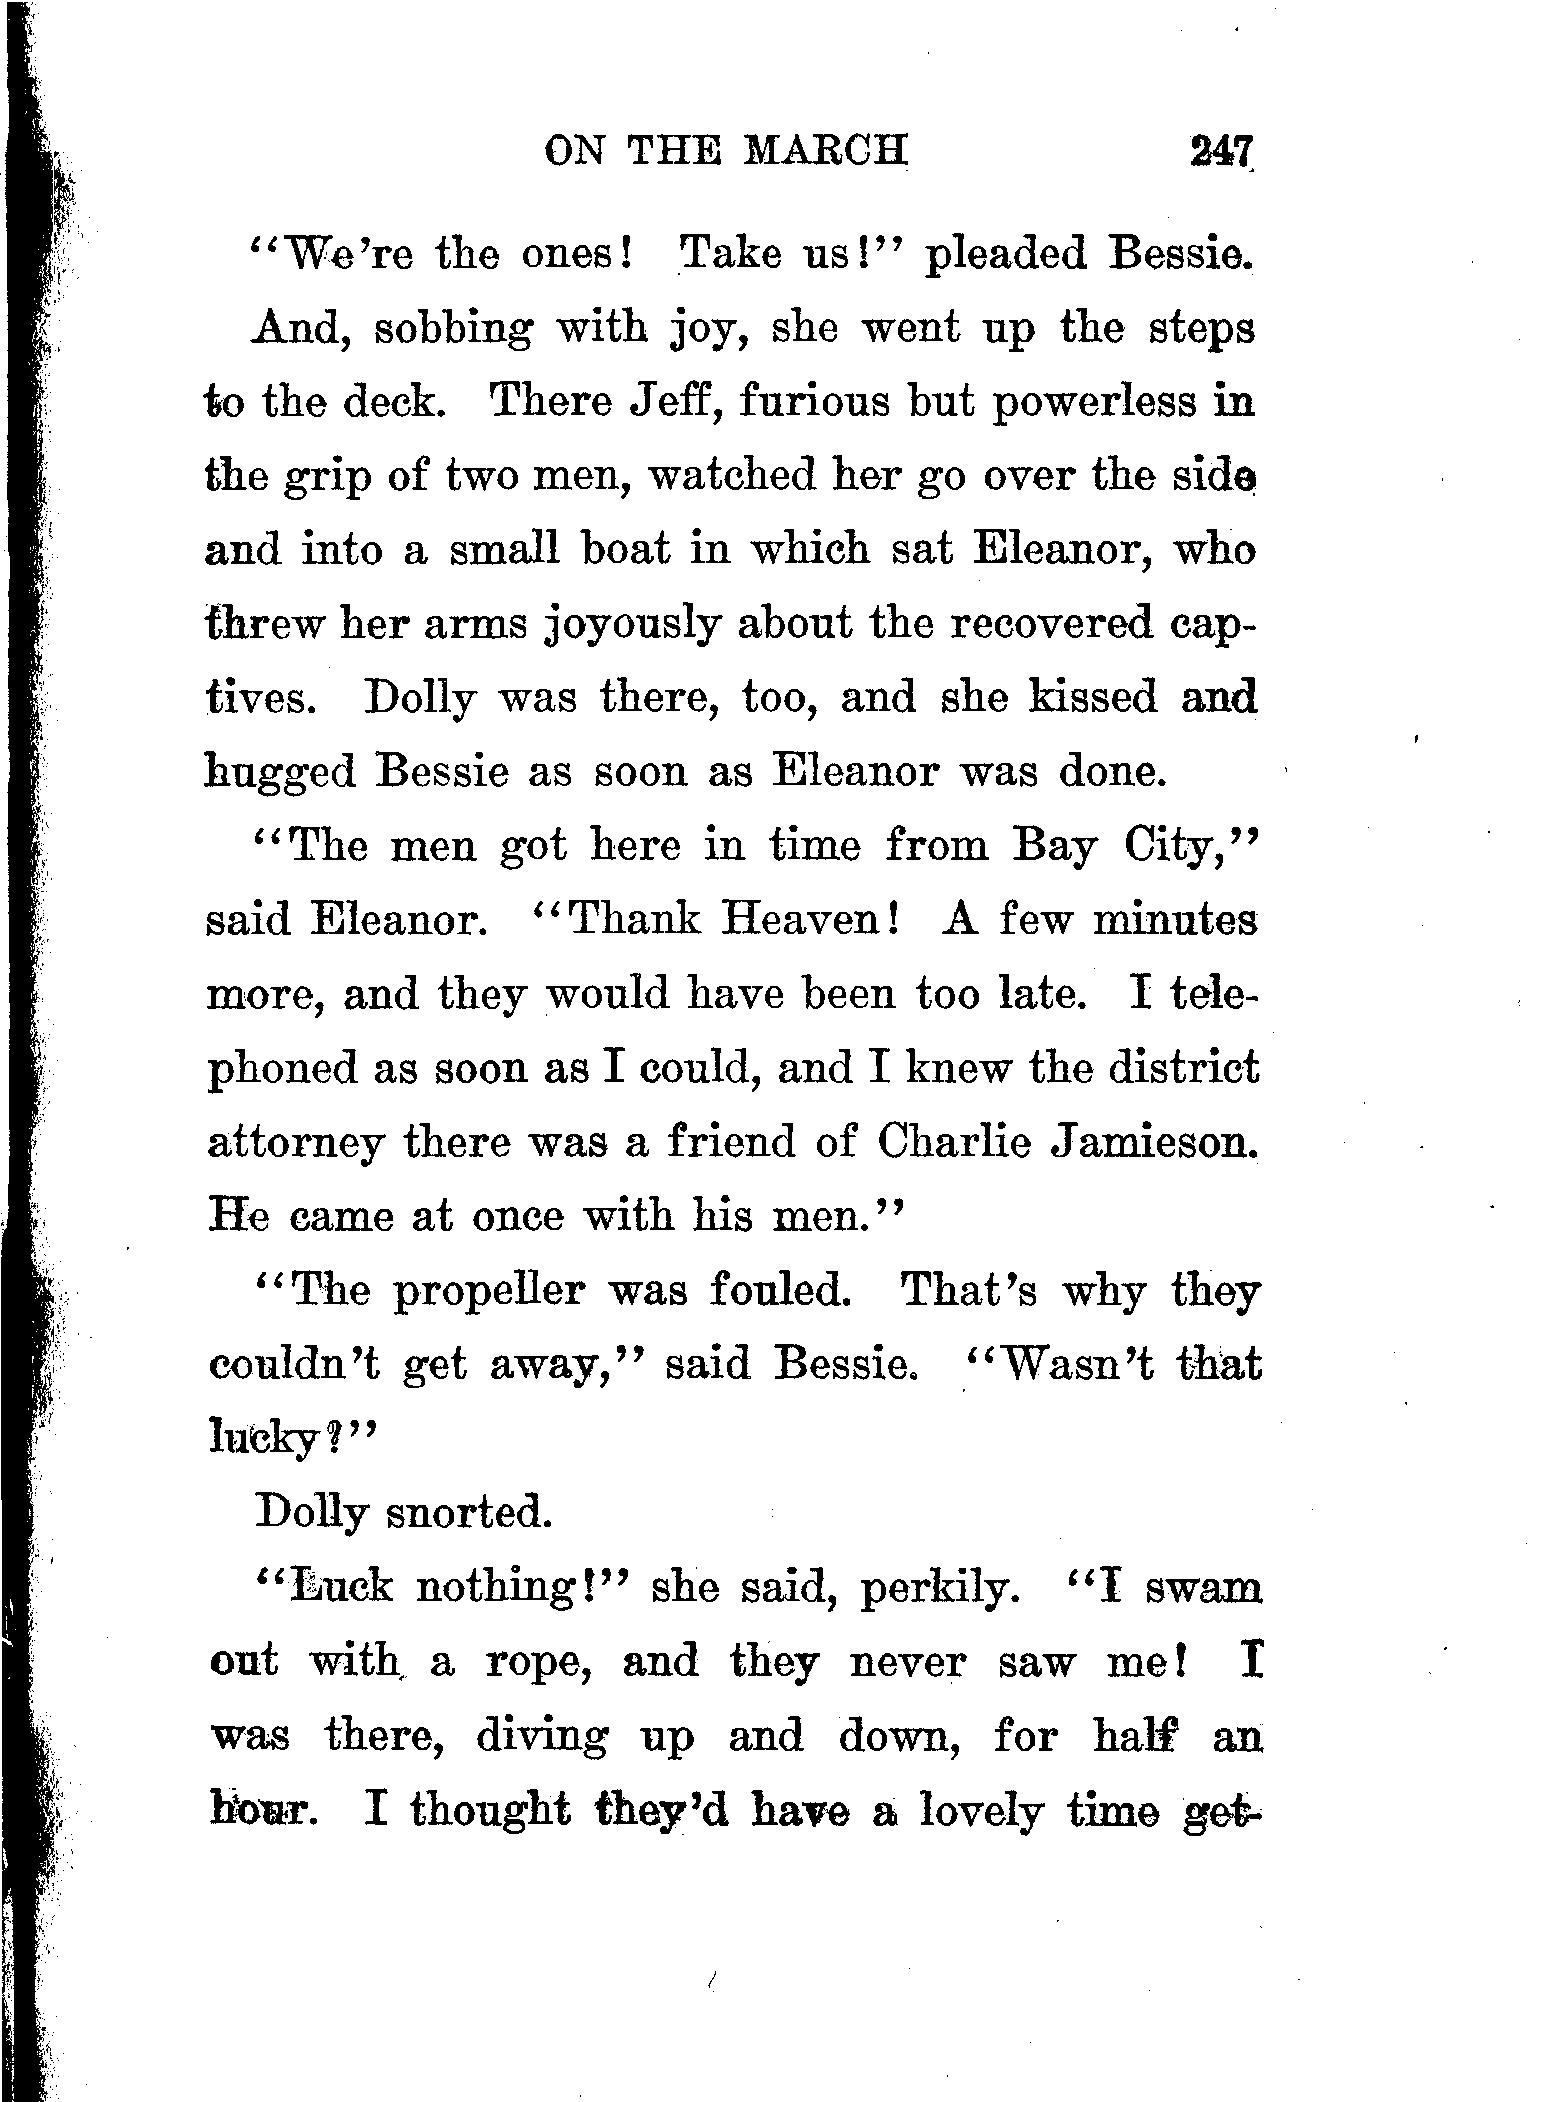 ON THE MARCH 247
"We're the ones! Take us!" pleaded Bessie.
And, sobbing with joy, she went up the steps
to the deck. There Jeff, furious but powerless in
the grip of two men, watched her go over the side
and into a small boat in which sat Eleanor, who
threw her arms joyously about the recovered cap-
tives. Dolly was there, too, and she kissed and
hugged Bessie as soon as Eleanor was done.
"The men got here in time from Bay City,"
said Eleanor. "Thank Heaven! A few minutes
more, and they would have been too late. I tele-
phoned as soon as I could, and I knew the district
attorney there was a friend of Charlie Jamieson.
He came at once with his men."
"The propeller was fouled. That's why they
couldn't get away," said Bessie. "Wasn't that
lucky?"
Dolly snorted.
"Luck nothing!" she said, perkily. "I swam
out with a rope, and they never saw me! I
was there, diving up and down, for half an
hour. I thought they'd have a lovely time get-